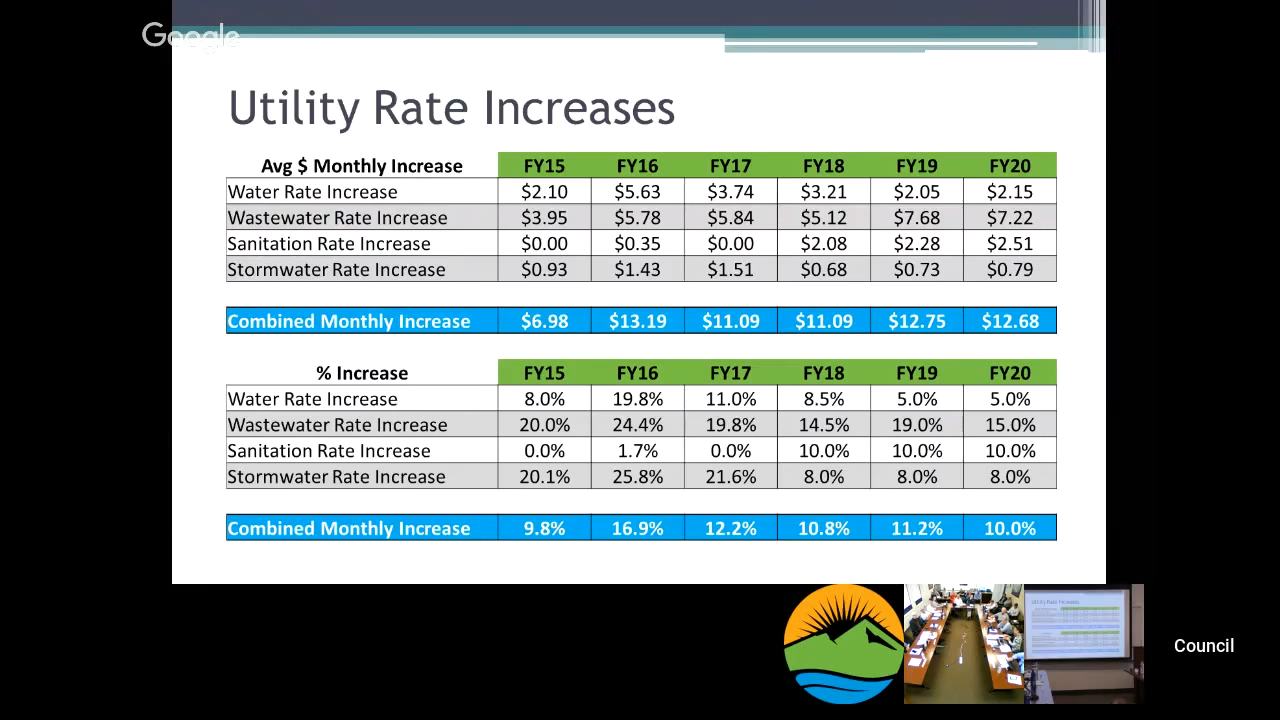 Google
Utility Rate Increases
Avg $ Monthly Increase FY15 FY16 FY17 FY18 FY19 FY20
Water Rate Increase $2.10 $5.63 $3.74 $3.21 $2.05 $2.15
Wastewater Rate Increase $3.95 $5.78 $5.84 $5.12 $7.68 $7.22
Sanitation Rate Increase $0.00 $0.35 $0.00 $2.08 $2.28 $2.51
Stormwater Rate Increase $0.93 $1.43 $1.51 $0.68 $0.73 $0.79
Combined Monthly Increase $6.98 $13.19 $11.09 $11.09 $12.75 $12.68
% Increase FY15 FY16 FY17 FY18 FY19 FY20
Water Rate Increase 8.0% 19.8% 11.0% 8.5% 5.0% 5.0%
Wastewater Rate Increase 20.0% 24.4% 19.8% 14.5% 19.0% 15.0%
Sanitation Rate Increase 0.0% 1.7% 0.0% 10.0% 10.0% 10.0%
Stormwater Rate Increase 20.1% 25.8% 21.6% 8.0% 8.0% 8.0%
Combined Monthly Increase 9.8% 16.9% 12.2% 10.8% 11.2% 10.0%
Utility Rate Increases
Council